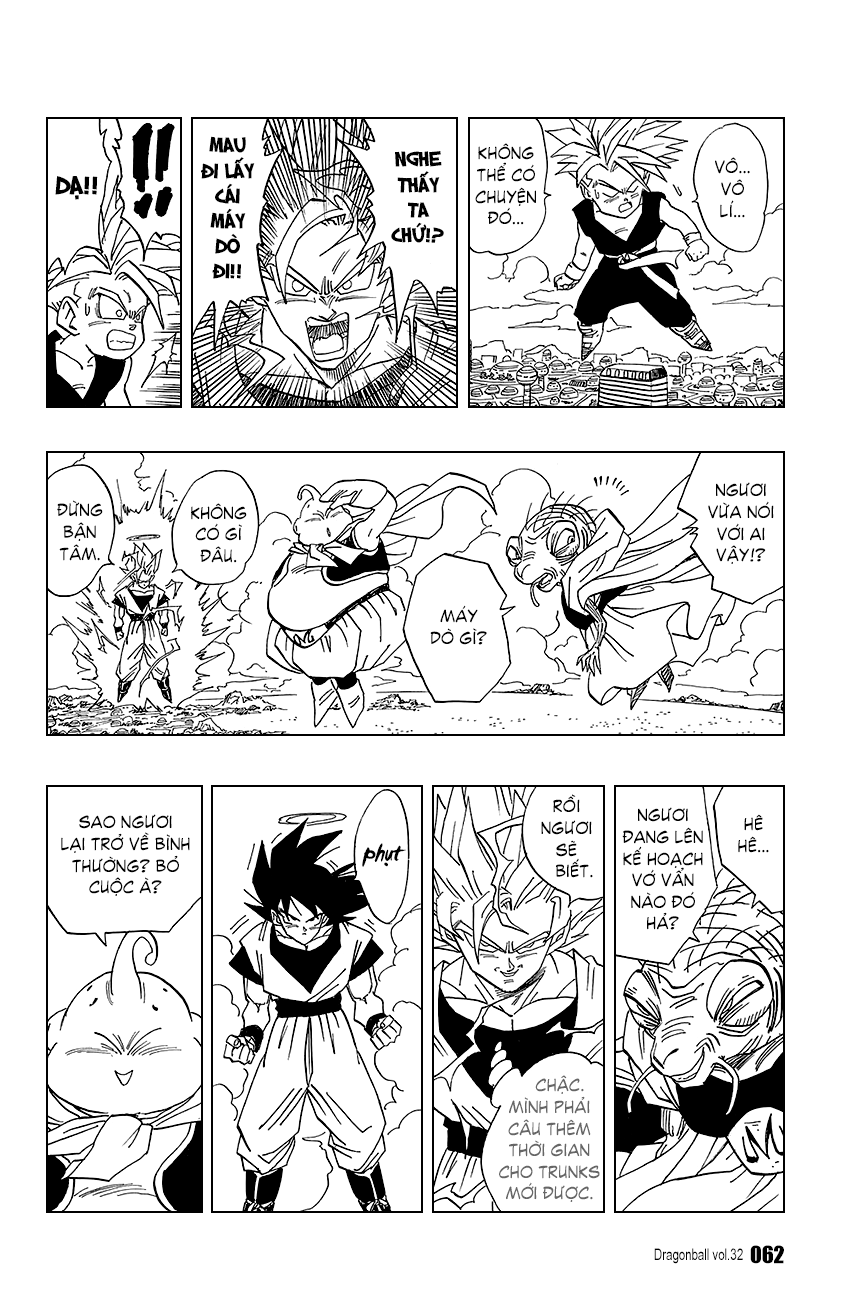 VÔ...
VÔ
LÍ...
KHÔNG
THỂ CÓ
CHUYỆN
ĐÓ...
NGHE
THẤY
TA
CHỨ!?
MAU
ĐI LẤY
CÁI
MÁY
DÒ
ĐI!!
!!
DẠ!!
NGƯƠI
VỪA NÓI
VỚI AI
VẬY!?
MÁY
DÒ GÌ?
KHÔNG
CÓ GÌ
ĐÂU.
ĐỪNG
BẬN
TÂM.
HÊ
HÊ...
NGƯƠI
ĐANG LÊN
KẾ HOẠCH
VỚ VẨN
NÀO ĐÓ
HẢ?
M
RỒI
NGƯƠI
SẼ
BIẾT.
CHẬC.
MÌNH PHẢI
CÂU THÊM
THỜI GIAN
CHO TRUNKS
MỚI ĐƯỢC.
PHỤT
SAO NGƯƠI
LẠI TRỞ VỀ BÌNH
THƯỜNG? BỎ
CUỘC À?
Dragonball vol.32 062